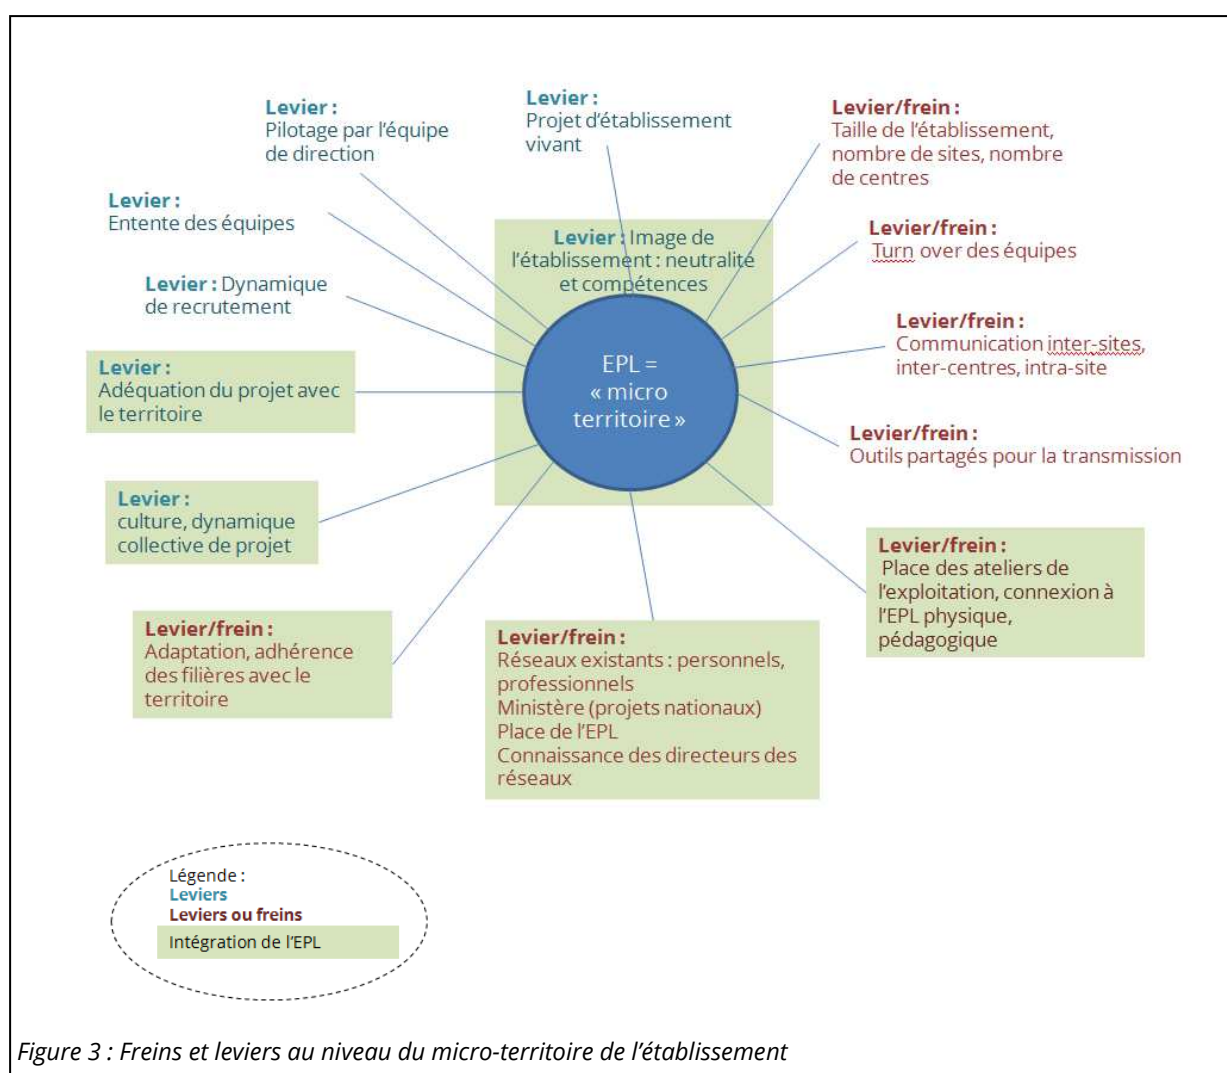 Levier :
Pilotage par l'équipe
de direction
Levier :
Projet d'établissement
vivant
Levier/frein :
Taille de l'établissement,
nombre de sites, nombre
de centres
Levier :
Entente des équipes
Levier : Image de
l'établissement : neutralité
et compétences
Levier/frein :
Turn over des équipes
Levier : Dynamique
de recrutement
Levier/frein :
Communication inter-sites,
inter-centres, intra-site
Levier :
Adéquation du projet avec
le territoire
EPL =
« micro
territoire »
Levier/frein :
Outils partagés pour la transmission
Levier :
culture, dynamique
collective de projet
Levier/frein :
Place des ateliers de
l'exploitation, connexion à
l'EPL physique,
pédagogique
Levier/frein :
Adaptation, adhérence
des filières avec le
territoire
Levier/frein :
Réseaux existants : personnels,
professionnels
Ministère (projets nationaux)
Place de l'EPL
Connaissance des directeurs des
réseaux
Légende :
Leviers
Leviers ou freins
Intégration de l'EPL
Figure 3 : Freins et leviers au niveau du micro-territoire de l'établissement